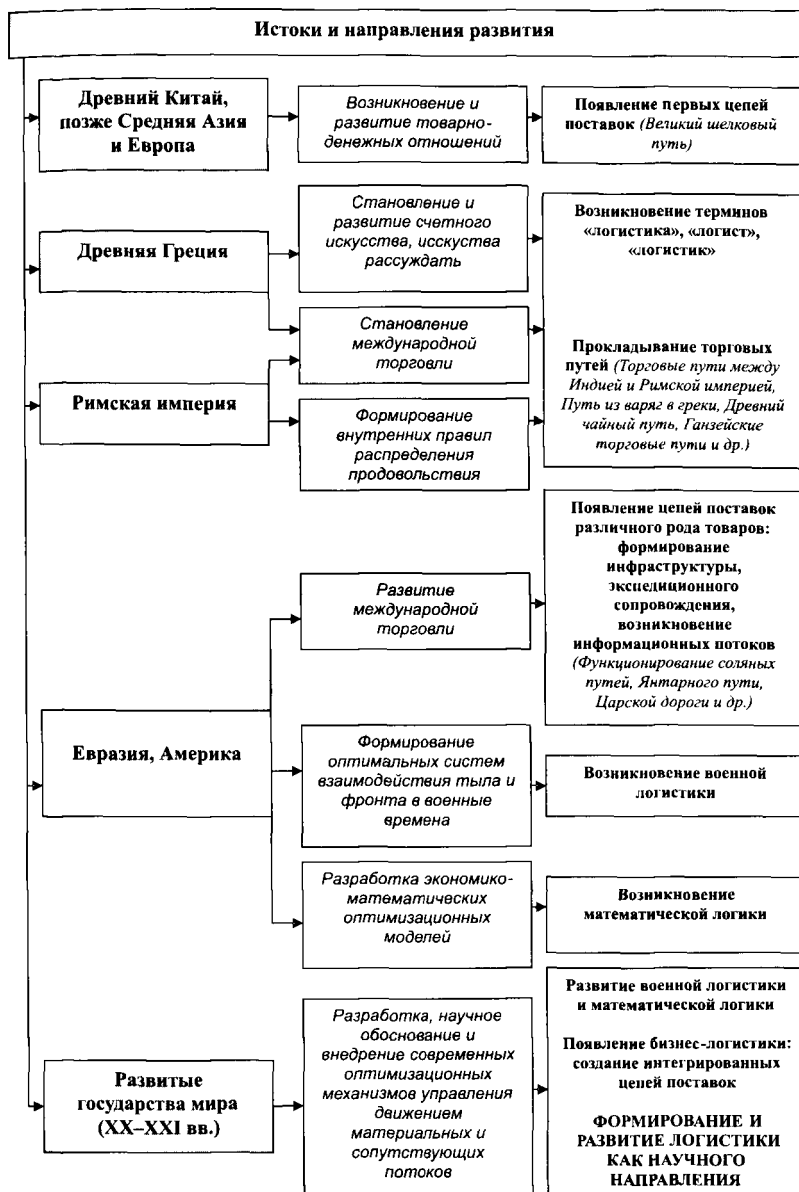 Истоки и направления развития
Древний Китай,
позже Средняя Азия
и Европа
Возникновение и
развитие товарно-
денежных отношений
Появление первых цепей
поставок (Великий шелковый
путь)
Древняя Греция
Становление и
развитие счетного
искусства, исскуства
рассуждать
Возникновение терминов
«логистика», «логист»,
«логистик»
Становление
международной
торговли
Прокладывание торговых
путей (Торговые пути между
Индией и Римской империей,
Путь из варяг в греки, Древний
чайный путь, Ганзейские
торговые пути и др.)
Римская империя
Формирование
внутренних правил
распределения
продовольствия
Евразия, Америка
Развитие
международной
торговли
Появление цепей поставок
различного рода товаров:
формирование
инфраструктуры,
экспедиционного
сопровождения,
возникновение
информационных потоков
(Функционирование соляных
путей, Янтарного пути,
Царской дороги и др.)
Формирование
оптимальных систем
взаимодействия тыла и
фронта в военные
времена
Возникновение военной
логистики
Разработка экономико-
математических
оптимизационных
моделей
Возникновение
математической логики
Развитые
государства мира
(XX–XXI вв.)
Разработка, научное
обоснование и
внедрение современных
оптимизационных
механизмов управления
движением
материальных и
сопутствующих
потоков
Развитие военной логистики
и математической логики
Появление бизнес-логистики:
создание интегрированных
цепей поставок
ФОРМИРОВАНИЕ И
РАЗВИТИЕ ЛОГИСТИКИ
КАК НАУЧНОГО
НАПРАВЛЕНИЯ